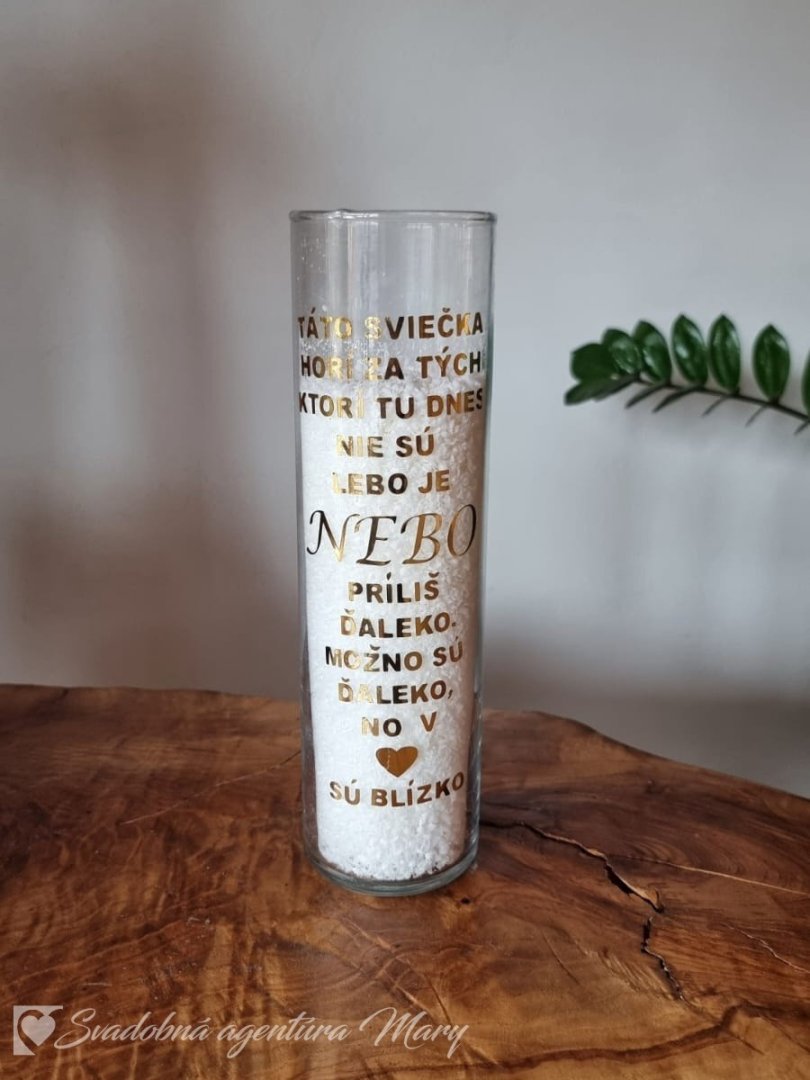 TÁTO SVIEČKA
HORÍ ZA TÝCH
KTORÍ TU DNES
NIE SÚ
LEBO JE
NEBO
PRÍLIŠ
ĎALEKO.
MOŽNO SÚ
ĎALEKO,
NO V
SÚ BLÍZKO
Svadobná agentúra Mary